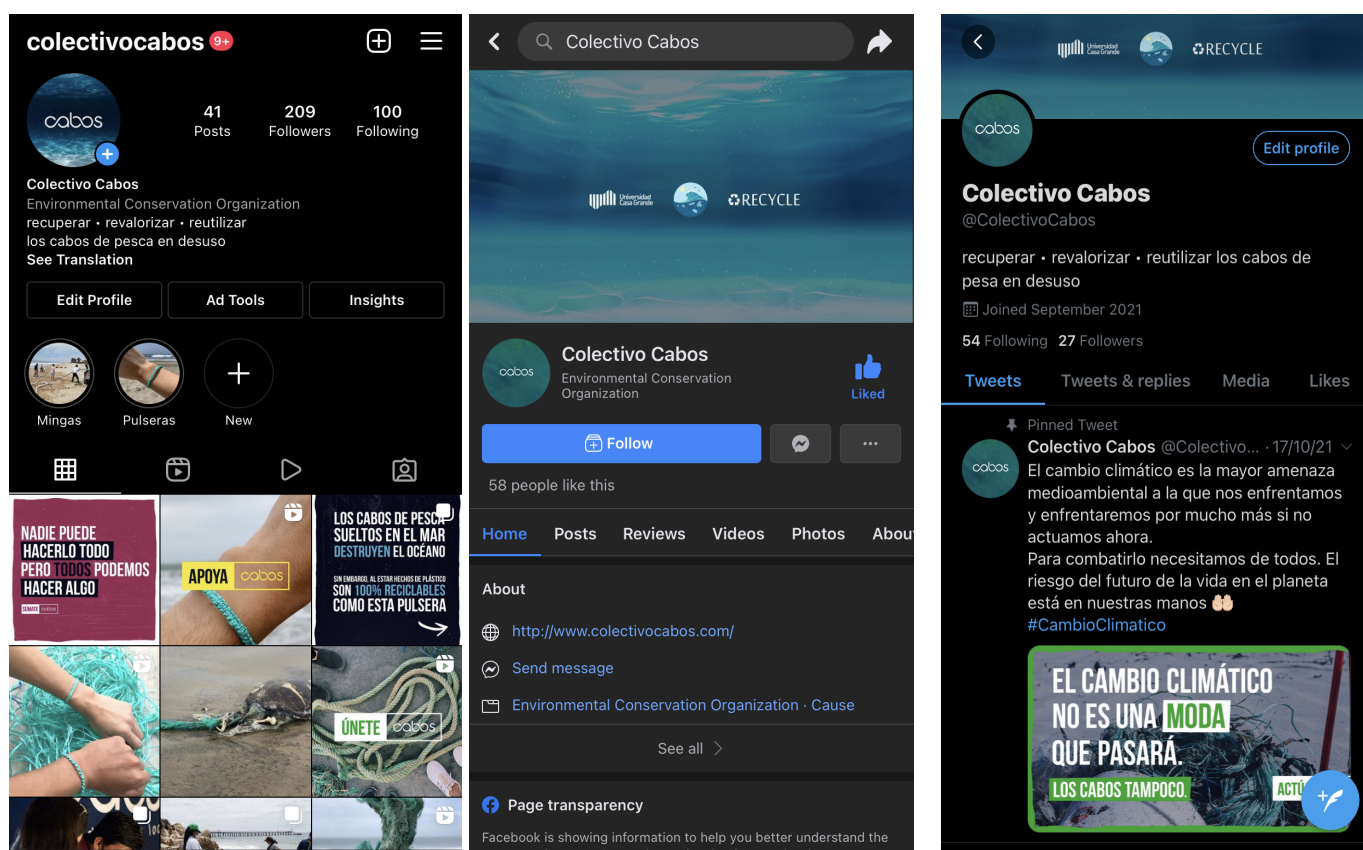 colectivocabos 9+
cabos
41 209 100
Posts Followers Following
Colectivo Cabos
Environmental Conservation Organization
recuperar • revalorizar • reutilizar
los cabos de pesca en desuso
See Translation
Edit Profile Ad Tools Insights
Mingas Pulseras New
NADIE PUEDE
HACERLO TODO
PERO TODOS PODEMOS
HACER ALGO
SÚMATE cabos
APOYA cabos
LOS CABOS DE PESCA
SUELTOS EN EL MAR
DESTRUYEN EL OCÉANO
SIN EMBARGO, AL ESTAR HECHOS DE PLÁSTICO
SON 100% RECICLABLES
COMO ESTA PULSERA
ÚNETE cabos
Colectivo Cabos
Universidad
Casa Grande
RECYCLE
cabos
Colectivo Cabos
Environmental Conservation
Organization
Liked
Follow
58 people like this
Home Posts Reviews Videos Photos Abou
About
http://www.colectivocabos.com/
Send message
Environmental Conservation Organization · Cause
See all
Page transparency
Facebook is showing information to help you better understand the
Universidad
Casa Grande
RECYCLE
cabos
Edit profile
Colectivo Cabos
@ColectivoCabos
recuperar • revalorizar • reutilizar los cabos de
pesa en desuso
Joined September 2021
54 Following 27 Followers
Tweets Tweets & replies Media Likes
Pinned Tweet
cabos
Colectivo Cabos @Colectivo... · 17/10/21
El cambio climático es la mayor amenaza
medioambiental a la que nos enfrentamos
y enfrentaremos por mucho más si no
actuamos ahora.
Para combatirlo necesitamos de todos. El
riesgo del futuro de la vida en el planeta
está en nuestras manos 🤲🏻
#CambioClimatico
EL CAMBIO CLIMÁTICO
NO ES UNA MODA
QUE PASARÁ.
LOS CABOS TAMPOCO.
ACTÚ